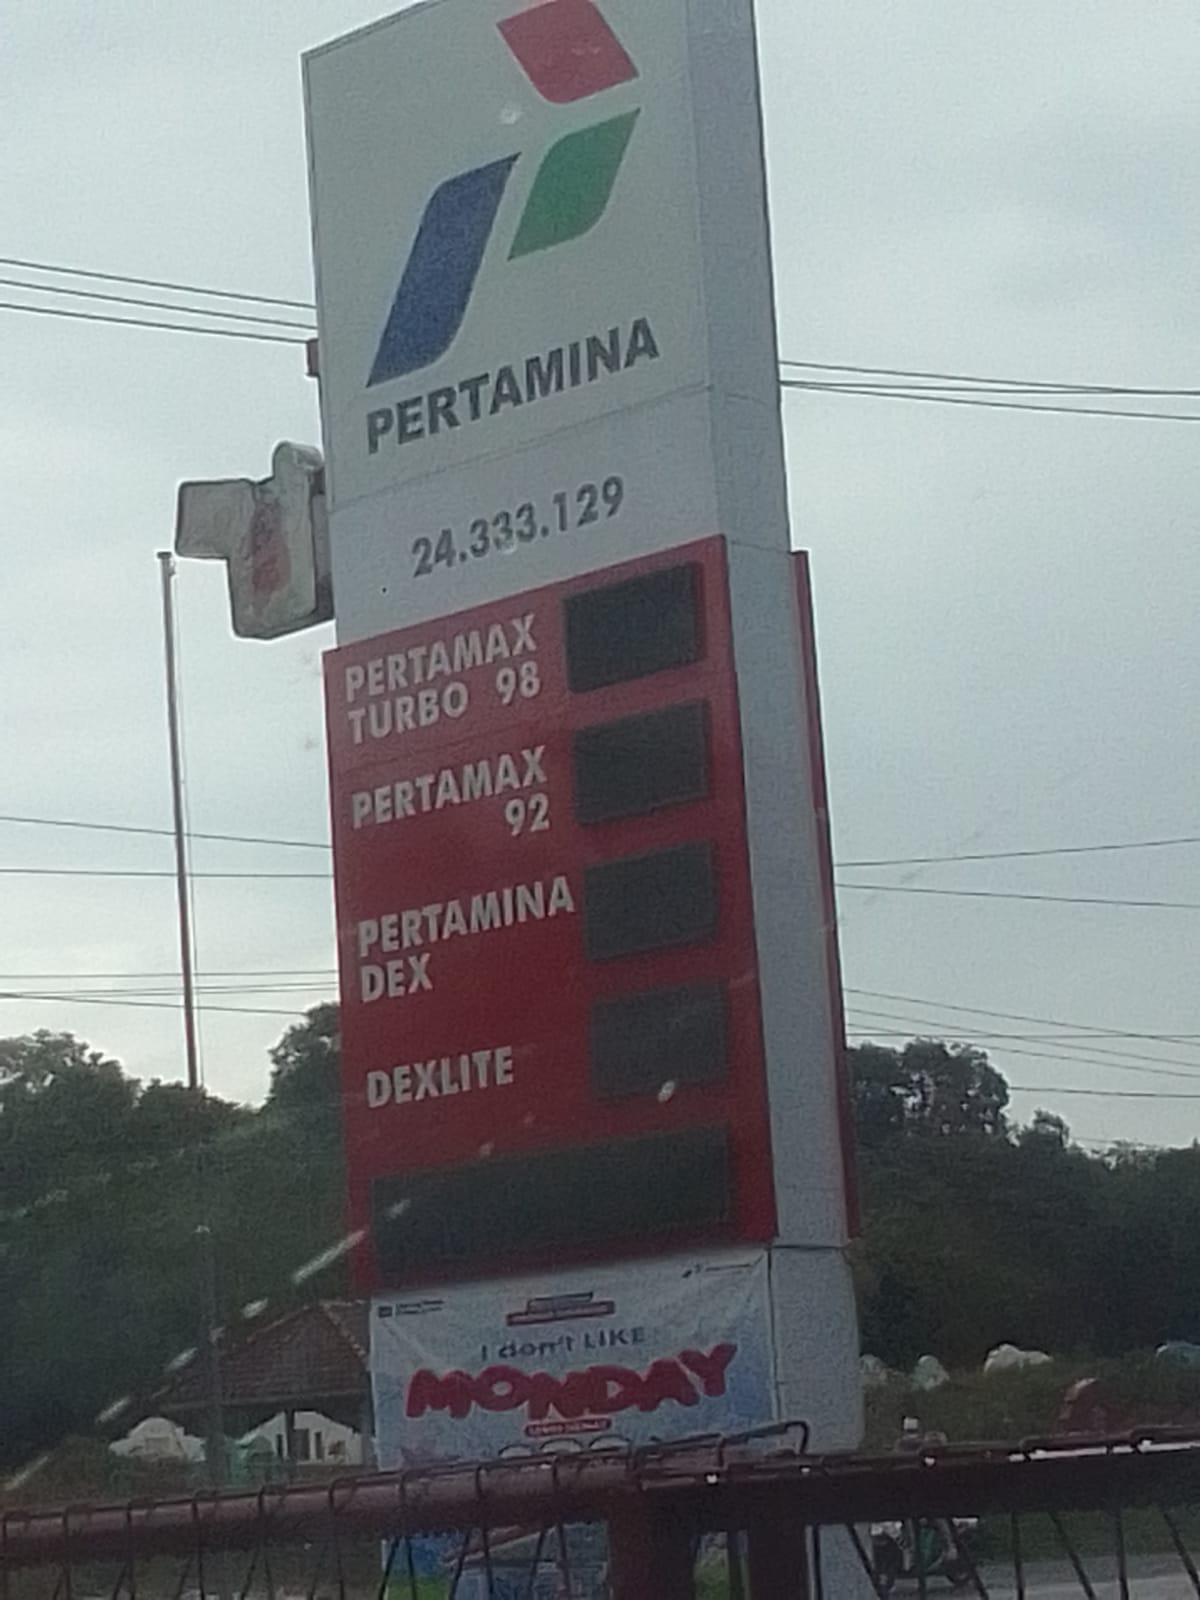 PERTAMINA
24.333.129
PERTAMAX
TURBO 98
PERTAMAX
92
PERTAMINA
DEX
DEXLITE
I don't LIKE
MONDAY